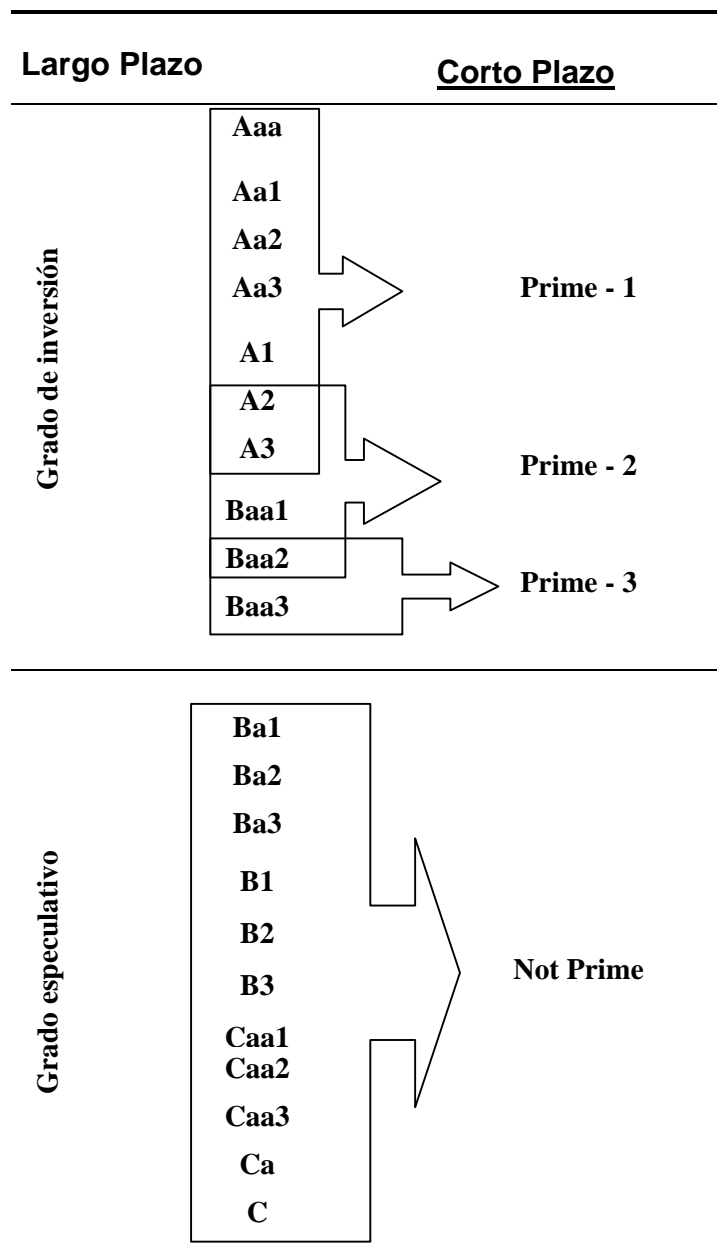 Largo Plazo
Corto Plazo
Grado de inversión
Aaa
Aa1
Aa2
Aa3
A1
A2
A3
Baa1
Baa2
Baa3
Prime - 1
Prime - 2
Prime - 3
Grado especulativo
Ba1
Ba2
Ba3
B1
B2
B3
Caa1
Caa2
Caa3
Ca
C
Not Prime